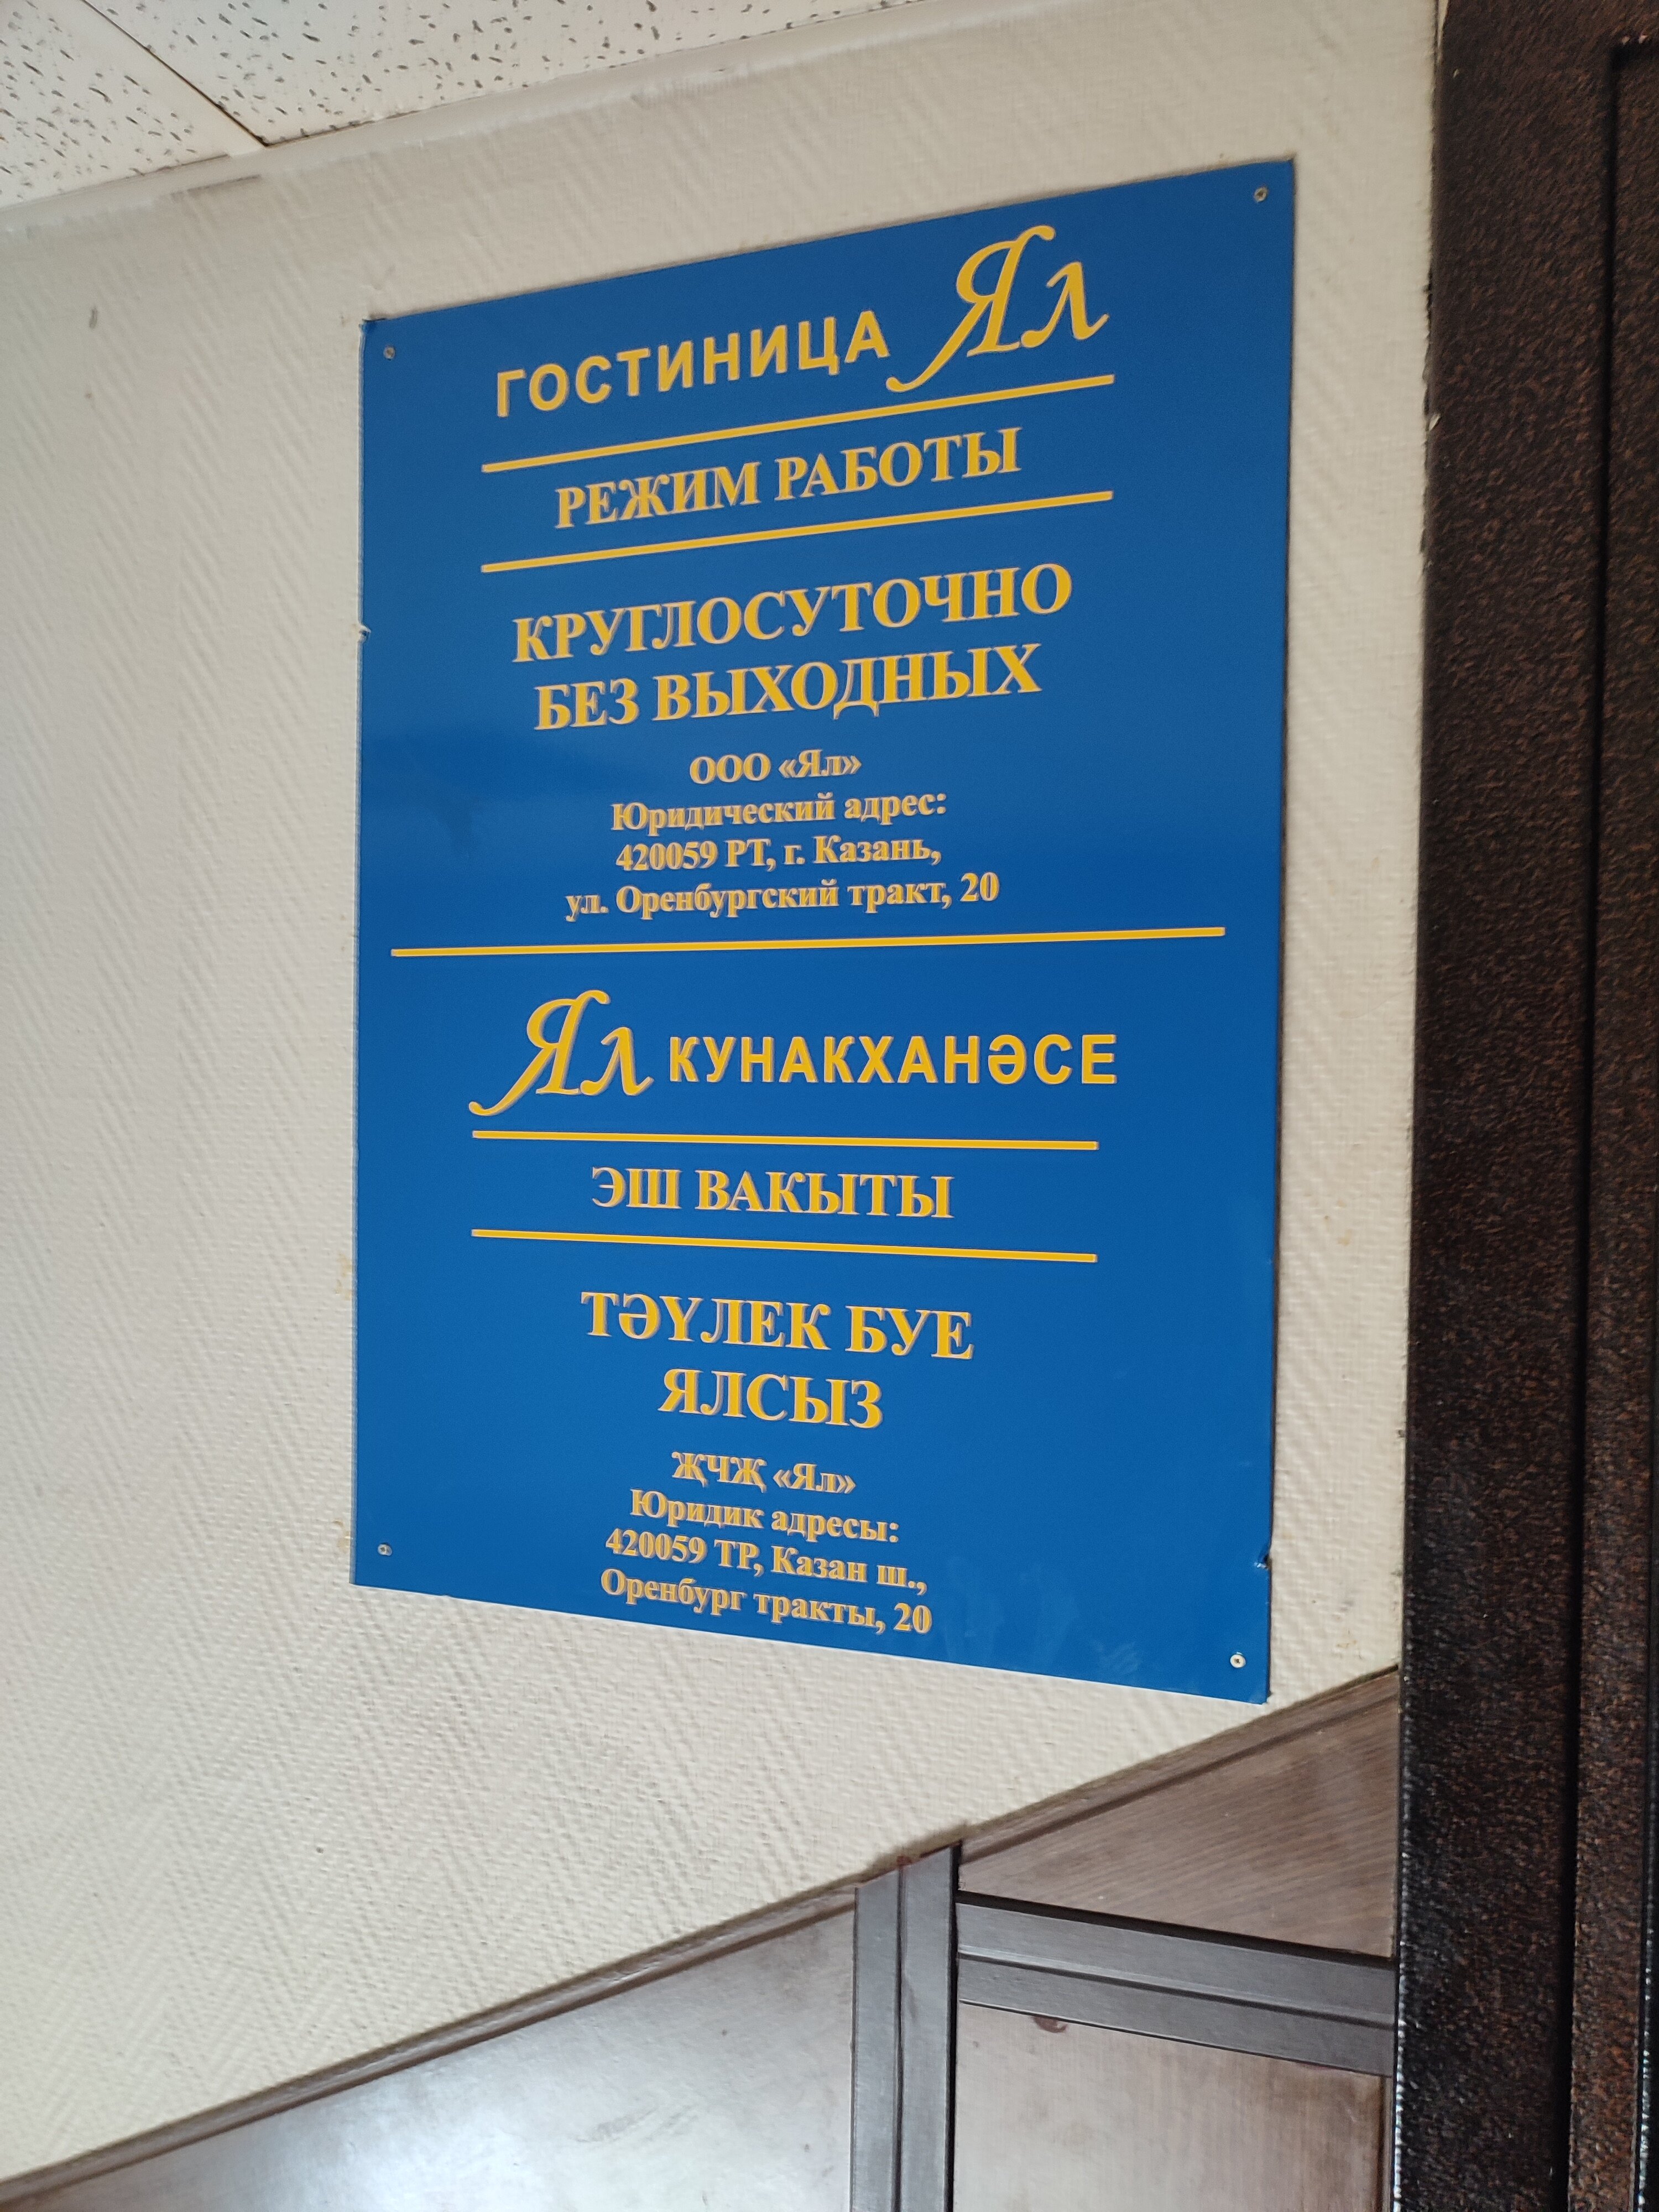 ГОСТИНИЦА Ял
РЕЖИМ РАБОТЫ
КРУГЛОСУТОЧНО
БЕЗ ВЫХОДНЫХ
ООО «Ял»
Юридический адрес:
420059 РТ, г. Казань,
ул. Оренбургский тракт, 20
Ял КУНАКХАНӘСЕ
ЭШ ВАКЫТЫ
ТӘҮЛЕК БУЕ
ЯЛСЫЗ
ҖЧҖ «Ял»
Юридик адресы:
420059 ТР, Казан ш.,
Оренбург тракты, 20